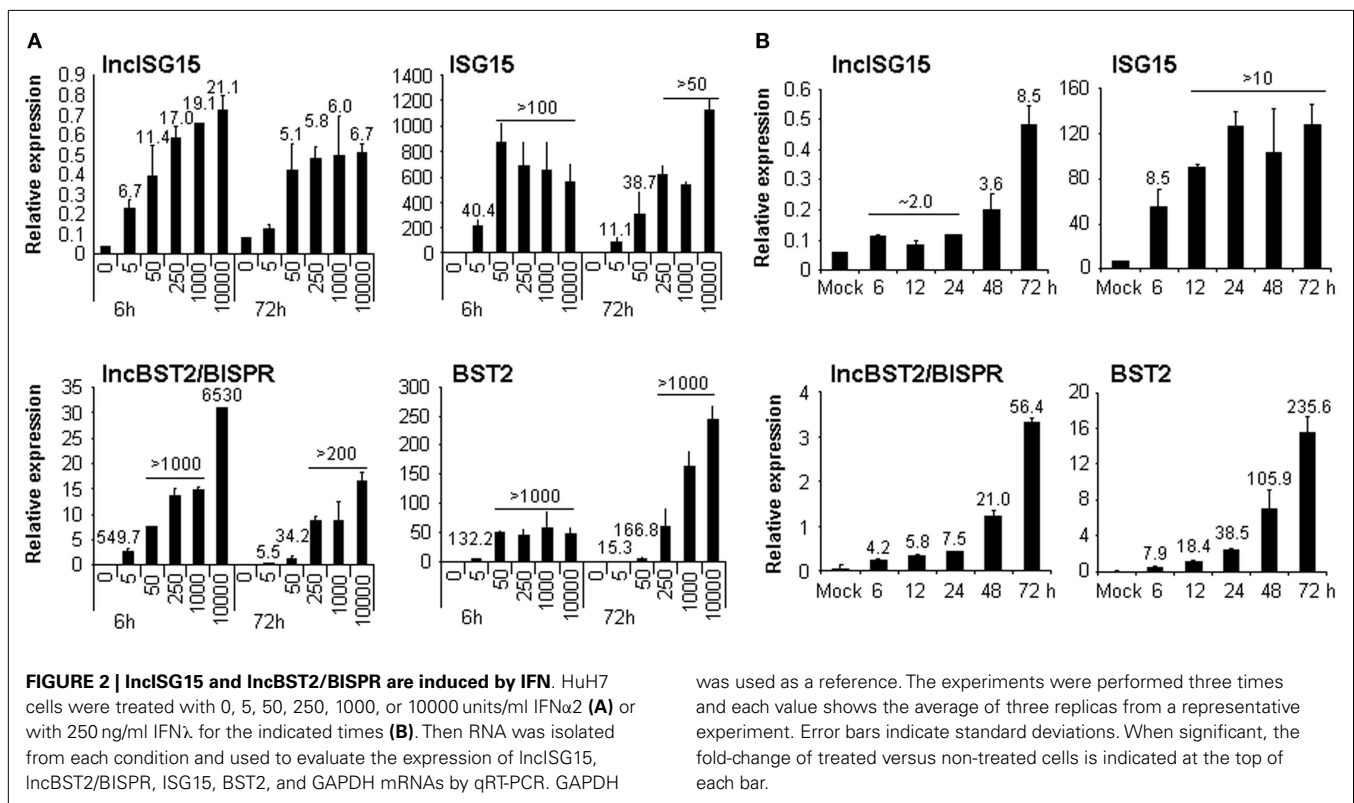 A
lncISG15
Relative expression
0.9
0.8
0.7
0.6
0.5
0.4
0.3
0.2
0.1
0
6.7
11.4
17.0
19.1
21.1
5.1
5.8
6.0
6.7
0 5 50 250 1000 10000 0 5 50 250 1000 10000
6h 72h
ISG15
1400
1200
1000
800
600
400
200
0
40.4
>100
11.1
38.7
>50
0 5 50 250 1000 10000 0 5 50 250 1000 10000
6h 72h
lncBST2/BISPR
Relative expression
35
30
25
20
15
10
5
0
549.7
>1000
6530
5.5
34.2
>200
0 5 50 250 1000 10000 0 5 50 250 1000 10000
6h 72h
BST2
300
250
200
150
100
50
0
132.2
>1000
15.3
166.8
>1000
0 5 50 250 1000 10000 0 5 50 250 1000 10000
6h 72h
B
lncISG15
Relative expression
0.6
0.5
0.4
0.3
0.2
0.1
0
~2.0
3.6
8.5
Mock 6 12 24 48 72 h
ISG15
160
120
80
40
0
8.5
>10
Mock 6 12 24 48 72 h
lncBST2/BISPR
Relative expression
4
3
2
1
0
4.2
5.8
7.5
21.0
56.4
Mock 6 12 24 48 72 h
BST2
20
16
12
8
4
0
7.9
18.4
38.5
105.9
235.6
Mock 6 12 24 48 72 h
FIGURE 2 | lncISG15 and lncBST2/BISPR are induced by IFN. HuH7
cells were treated with 0, 5, 50, 250, 1000, or 10000 units/ml IFNα2 (A) or
with 250 ng/ml IFNλ for the indicated times (B). Then RNA was isolated
from each condition and used to evaluate the expression of lncISG15,
lncBST2/BISPR, ISG15, BST2, and GAPDH mRNAs by qRT-PCR. GAPDH
was used as a reference. The experiments were performed three times
and each value shows the average of three replicas from a representative
experiment. Error bars indicate standard deviations. When significant, the
fold-change of treated versus non-treated cells is indicated at the top of
each bar.